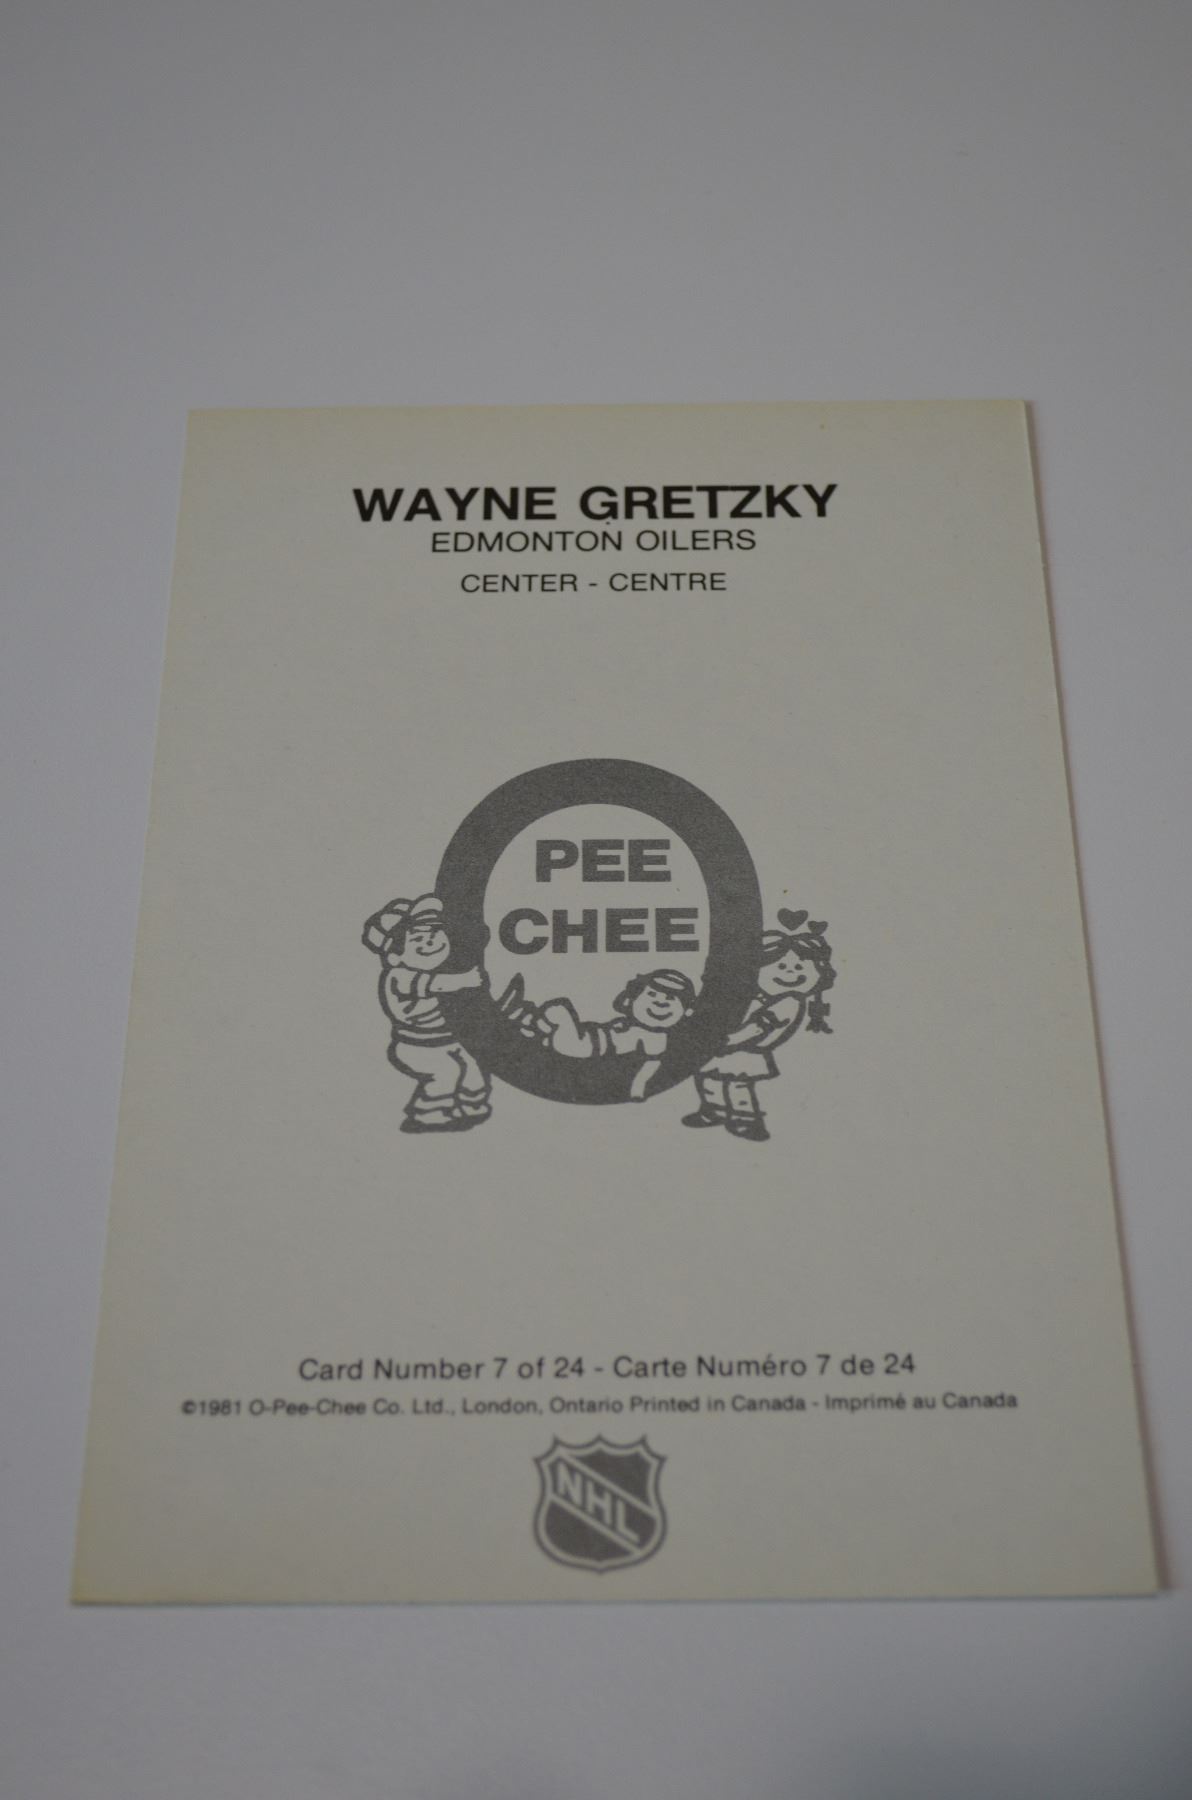 WAYNE GRETZKY
EDMONTON OILERS
CENTER - CENTRE
O
PEE
CHEE
Card Number 7 of 24 - Carte Numéro 7 de 24
©1981 O-Pee-Chee Co. Ltd., London, Ontario Printed in Canada - Imprimé au Canada
NHL